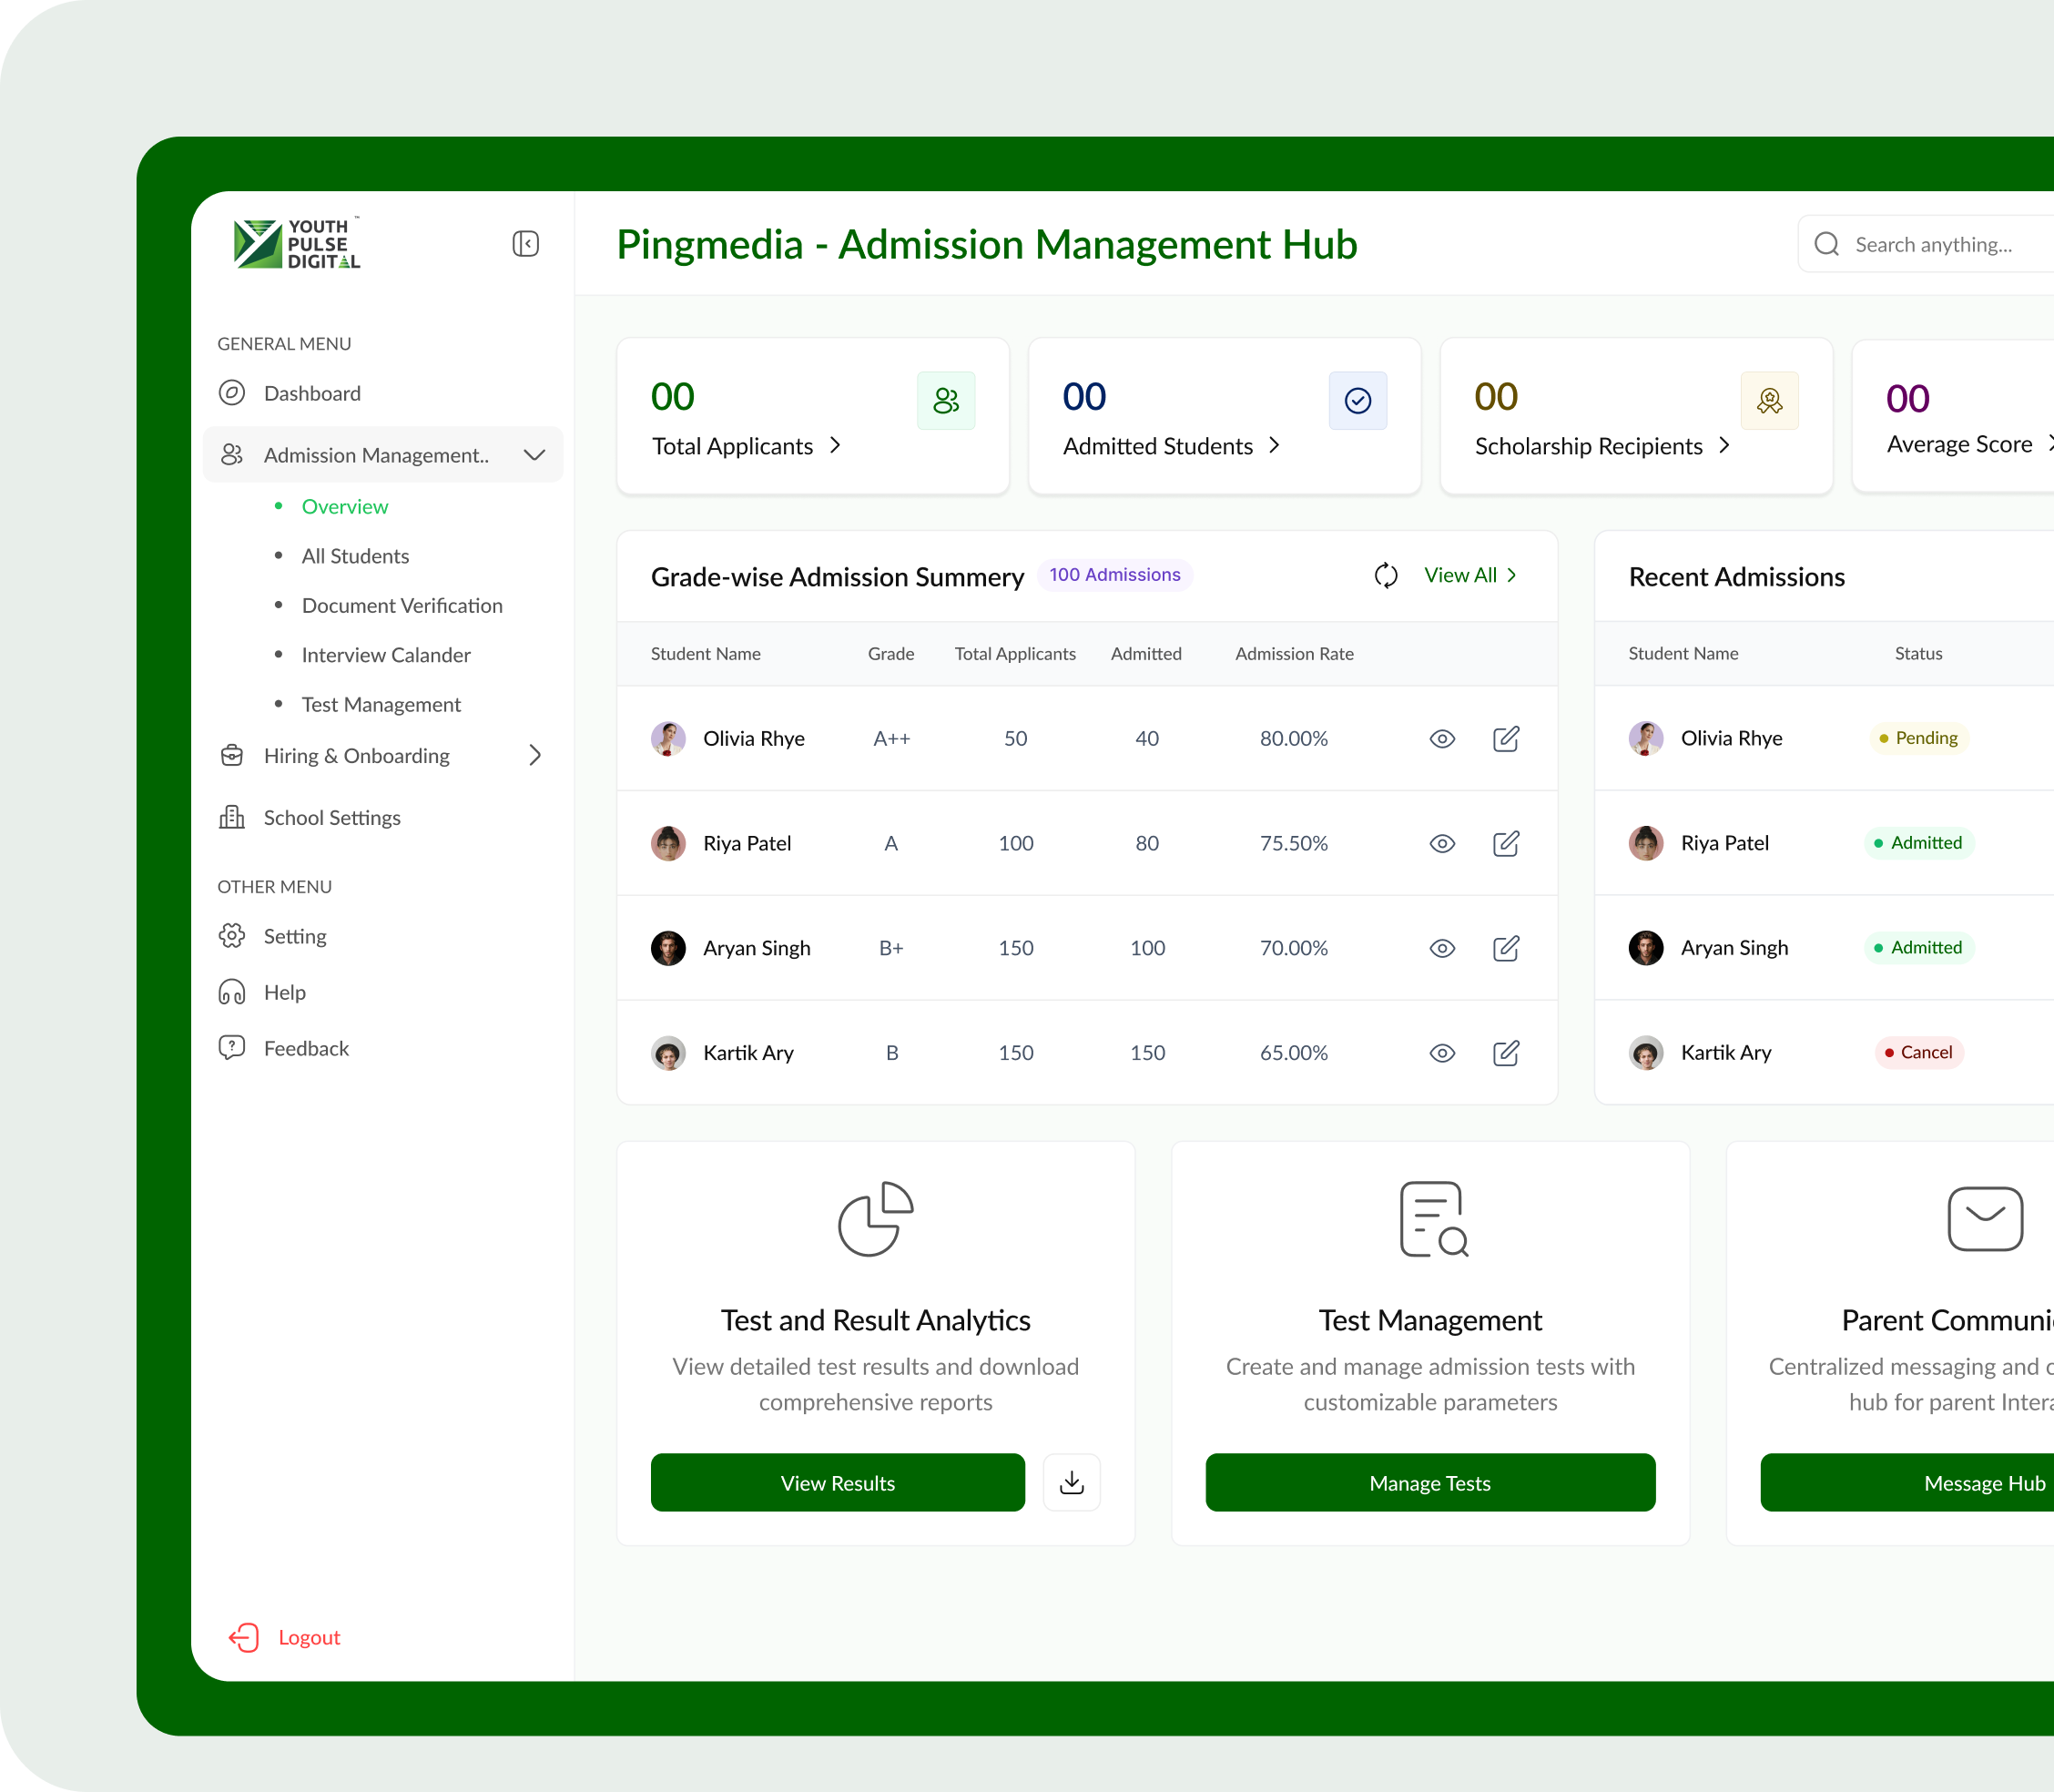 YOUTH
PULSE
DIGITAL
™
Pingmedia - Admission Management Hub
Search anything...
GENERAL MENU
Dashboard
Admission Management..
Overview
All Students
Document Verification
Interview Calander
Test Management
Hiring & Onboarding
School Settings
OTHER MENU
Setting
Help
Feedback
Logout
00
Total Applicants
00
Admitted Students
00
Scholarship Recipients
00
Average Score
Grade-wise Admission Summery 100 Admissions View All
Student Name Grade Total Applicants Admitted Admission Rate
Olivia Rhye A++ 50 40 80.00%
Riya Patel A 100 80 75.50%
Aryan Singh B+ 150 100 70.00%
Kartik Ary B 150 150 65.00%
Recent Admissions
Student Name Status
Olivia Rhye Pending
Riya Patel Admitted
Aryan Singh Admitted
Kartik Ary Cancel
Test and Result Analytics
View detailed test results and download
comprehensive reports
View Results
Test Management
Create and manage admission tests with
customizable parameters
Manage Tests
Parent
Centralized messaging and
hub for parent
Message Hub